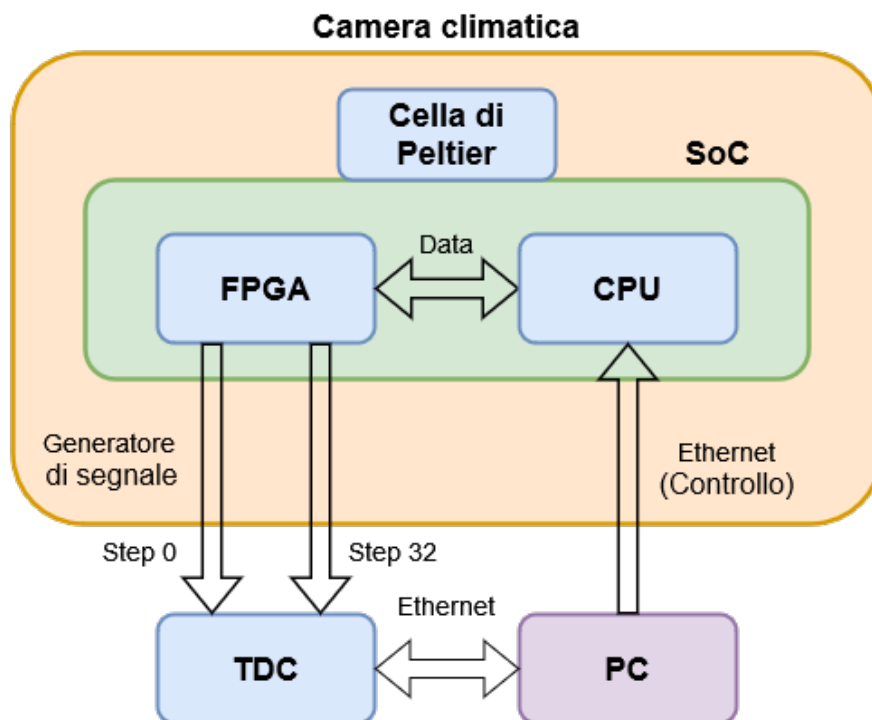 Camera climatica
Cella di
Peltier
SoC
Data
FPGA
CPU
Generatore
di segnale
Ethernet
(Controllo)
Step 0
Step 32
Ethernet
TDC
PC